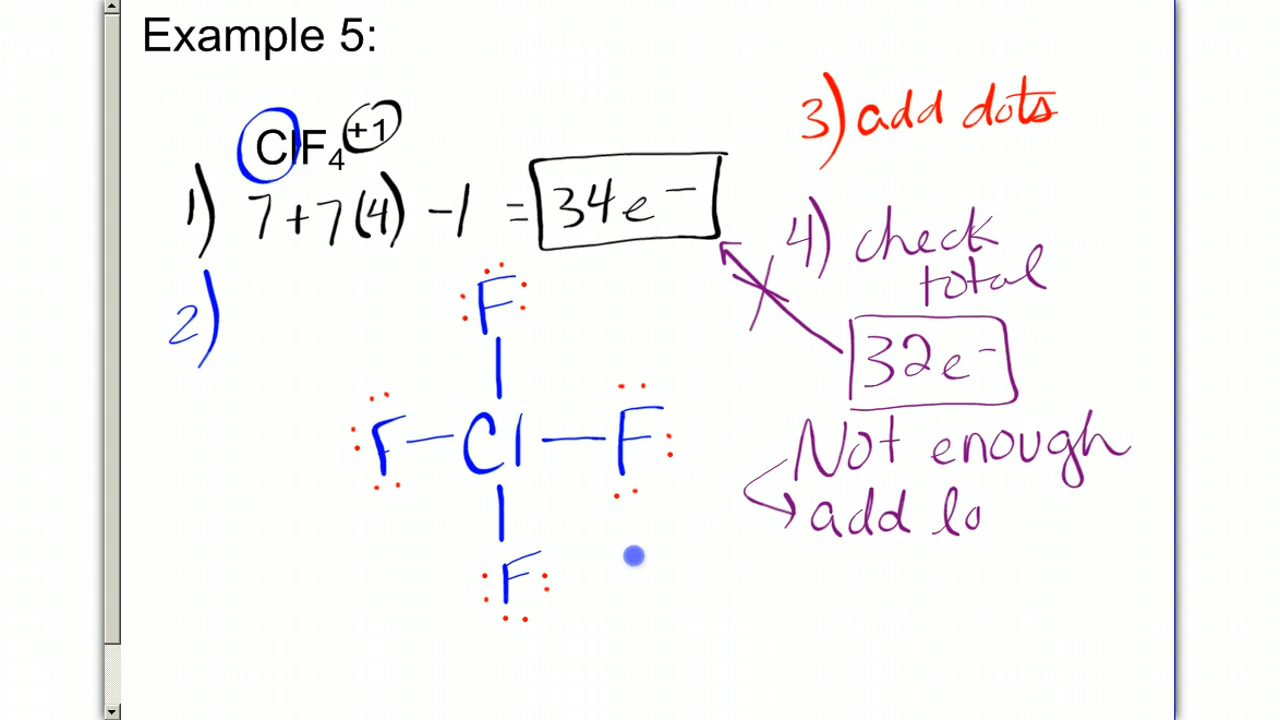 Example 5:
ClF4 +1
3) add dots
1) 7 + 7(4) - 1 = 34e-
4) check
total
2)
32e-
F
F - Cl - F
F
Not enough
add lo